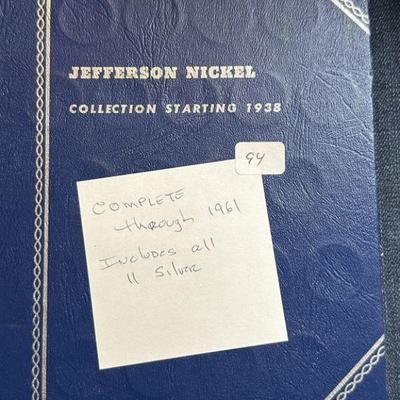 JEFFERSON NICKEL
COLLECTION STARTING 1938
94
COMPLETE
through 1961
Includes all
11 Silver